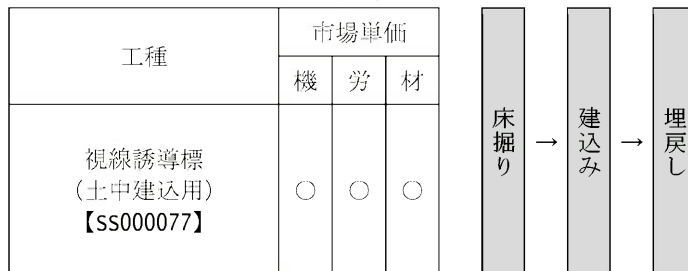 工種
市場単価
機 労 材
視線誘導標
（土中建込用）
【SS000077】
○ ○ ○
床掘り → 建込み → 埋戻し